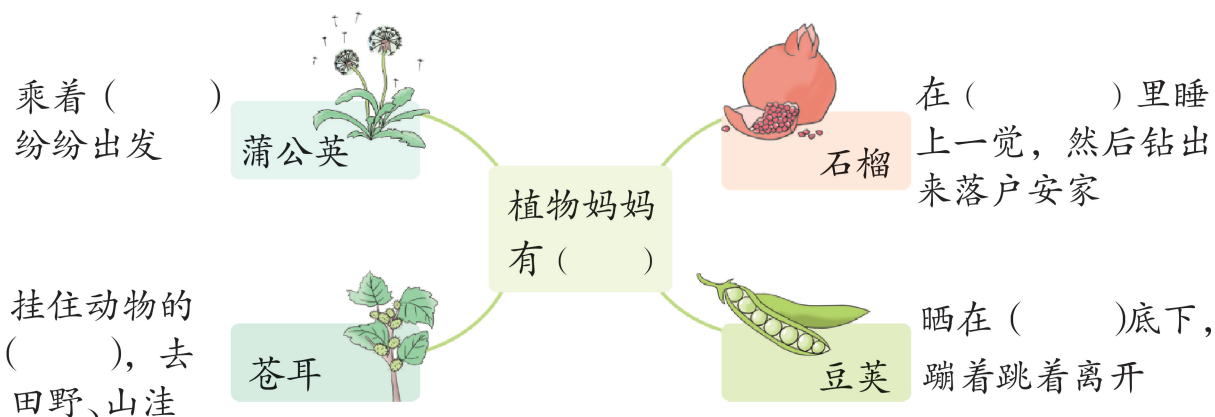 乘着（　　）
纷纷出发
蒲公英
在（　　）里睡
上一觉，然后钻出
来落户安家
石榴
植物妈妈
有（　　）
挂住动物的
（　　），去
田野、山洼
苍耳
晒在（　　）底下，
蹦着跳着离开
豆荚